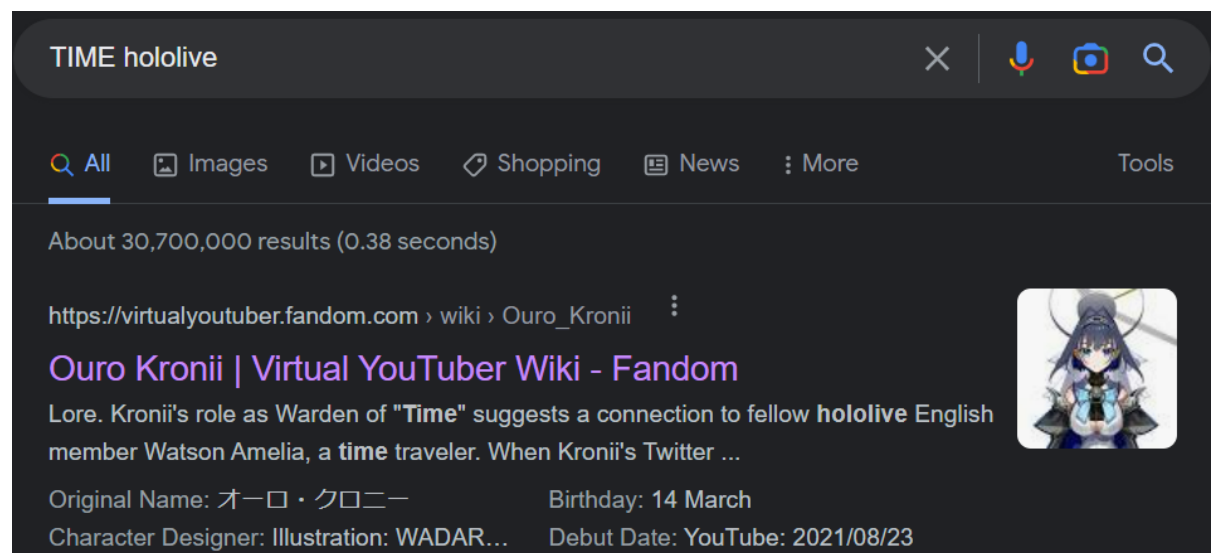 TIME hololive
All Images Videos Shopping News More Tools
About 30,700,000 results (0.38 seconds)
https://virtualyoutuber.fandom.com › wiki › Ouro_Kronii
Ouro Kronii | Virtual YouTuber Wiki - Fandom
Lore. Kronii's role as Warden of "Time" suggests a connection to fellow hololive English
member Watson Amelia, a time traveler. When Kronii's Twitter ...
Original Name: オーロ・クロニー Birthday: 14 March
Character Designer: Illustration: WADAR... Debut Date: YouTube: 2021/08/23